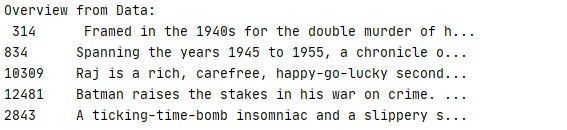 Overview from Data:
314      Framed in the 1940s for the double murder of h...
834      Spanning the years 1945 to 1955, a chronicle o...
10309    Raj is a rich, carefree, happy-go-lucky second...
12481    Batman raises the stakes in his war on crime. ...
2843     A ticking-time-bomb insomniac and a slippery s...